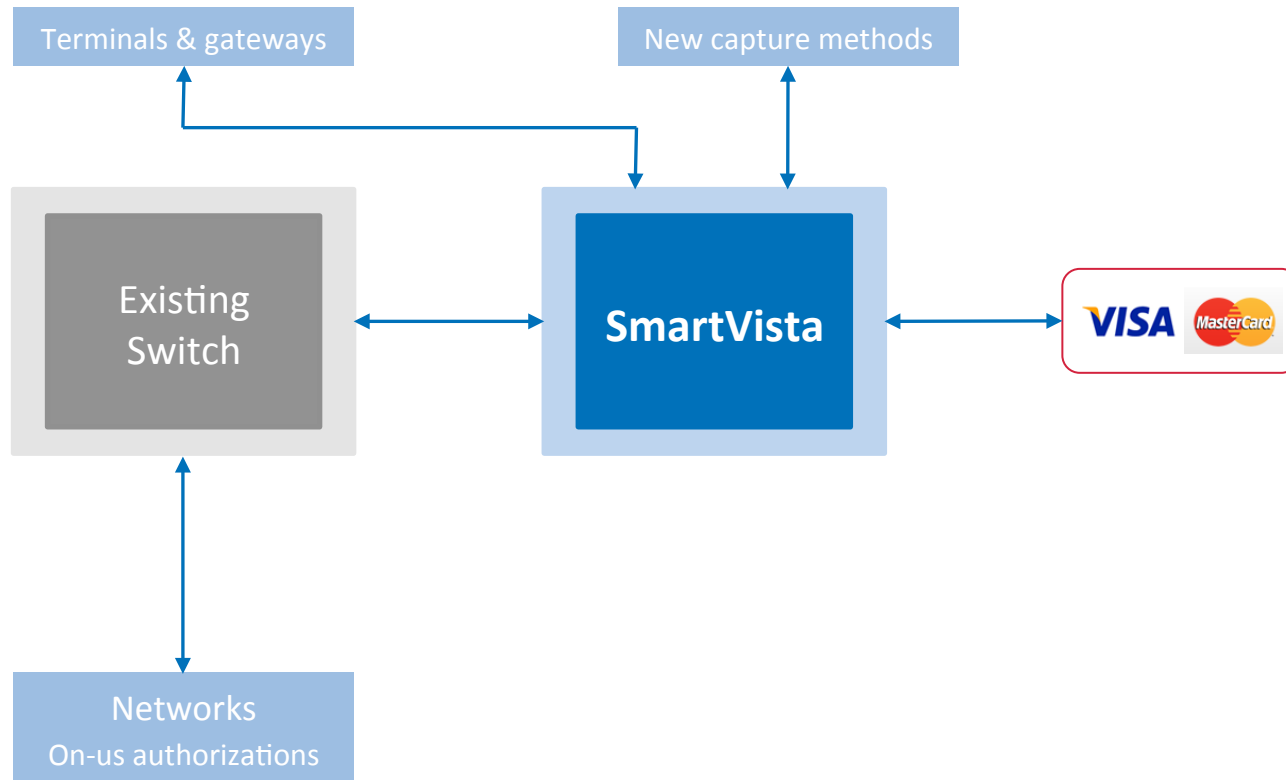 Terminals & gateways
New capture methods
Existing
Switch
SmartVista
VISA
MasterCard
Networks
On-us authorizations